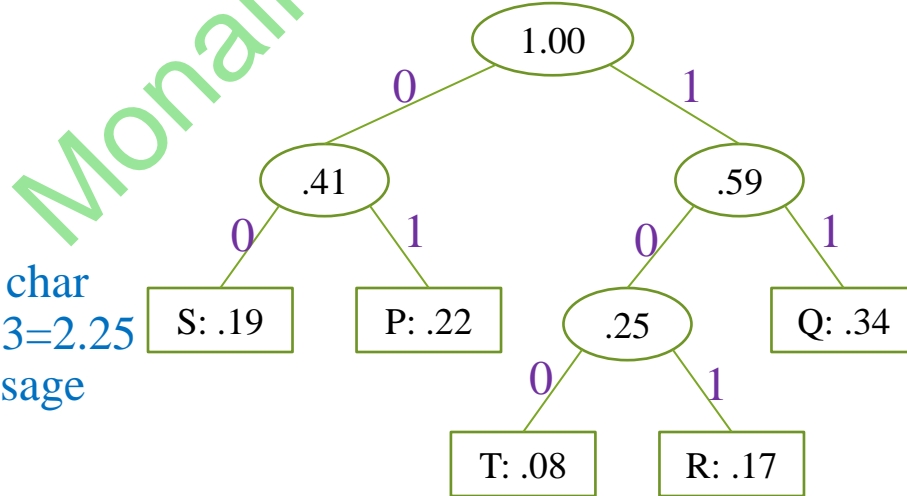 Monali
1.00
0 1
.41 .59
0 1 0 1
char
3=2.25
sage
S: .19 P: .22 .25 Q: .34
0 1
T: .08 R: .17